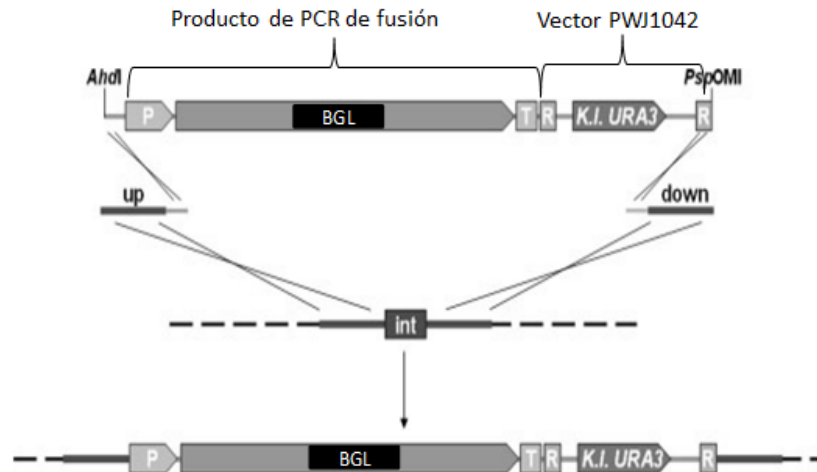 Producto de PCR de fusión
Vector PWJ1042
AhdI
PspOMI
P
BGL
T
R
K.I. URA3
R
up
down
int
P
BGL
T
R
K.I. URA3
R